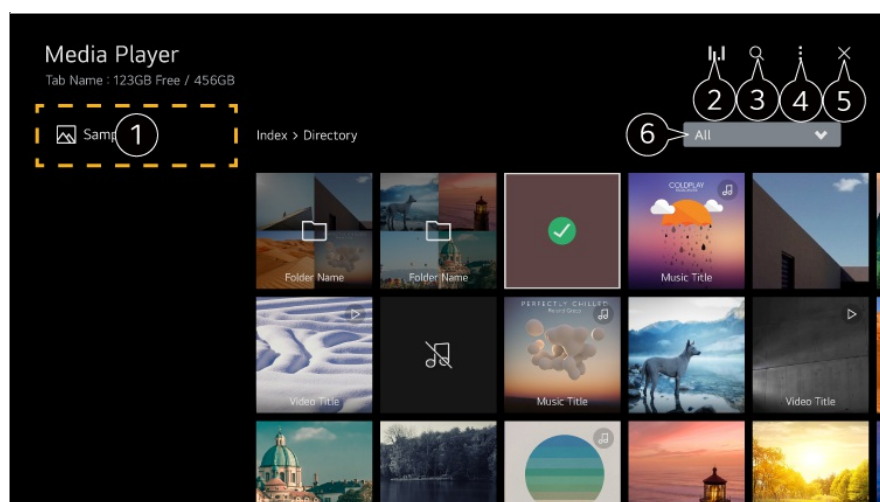 Media Player
Tab Name : 123GB Free / 456GB
2
3
4
5
1
Index > Directory
6
All
Folder Name
Folder Name
COLDPLAY
Music Title
Video Title
PERFECTLY CHILLED
Music Title
Video Title